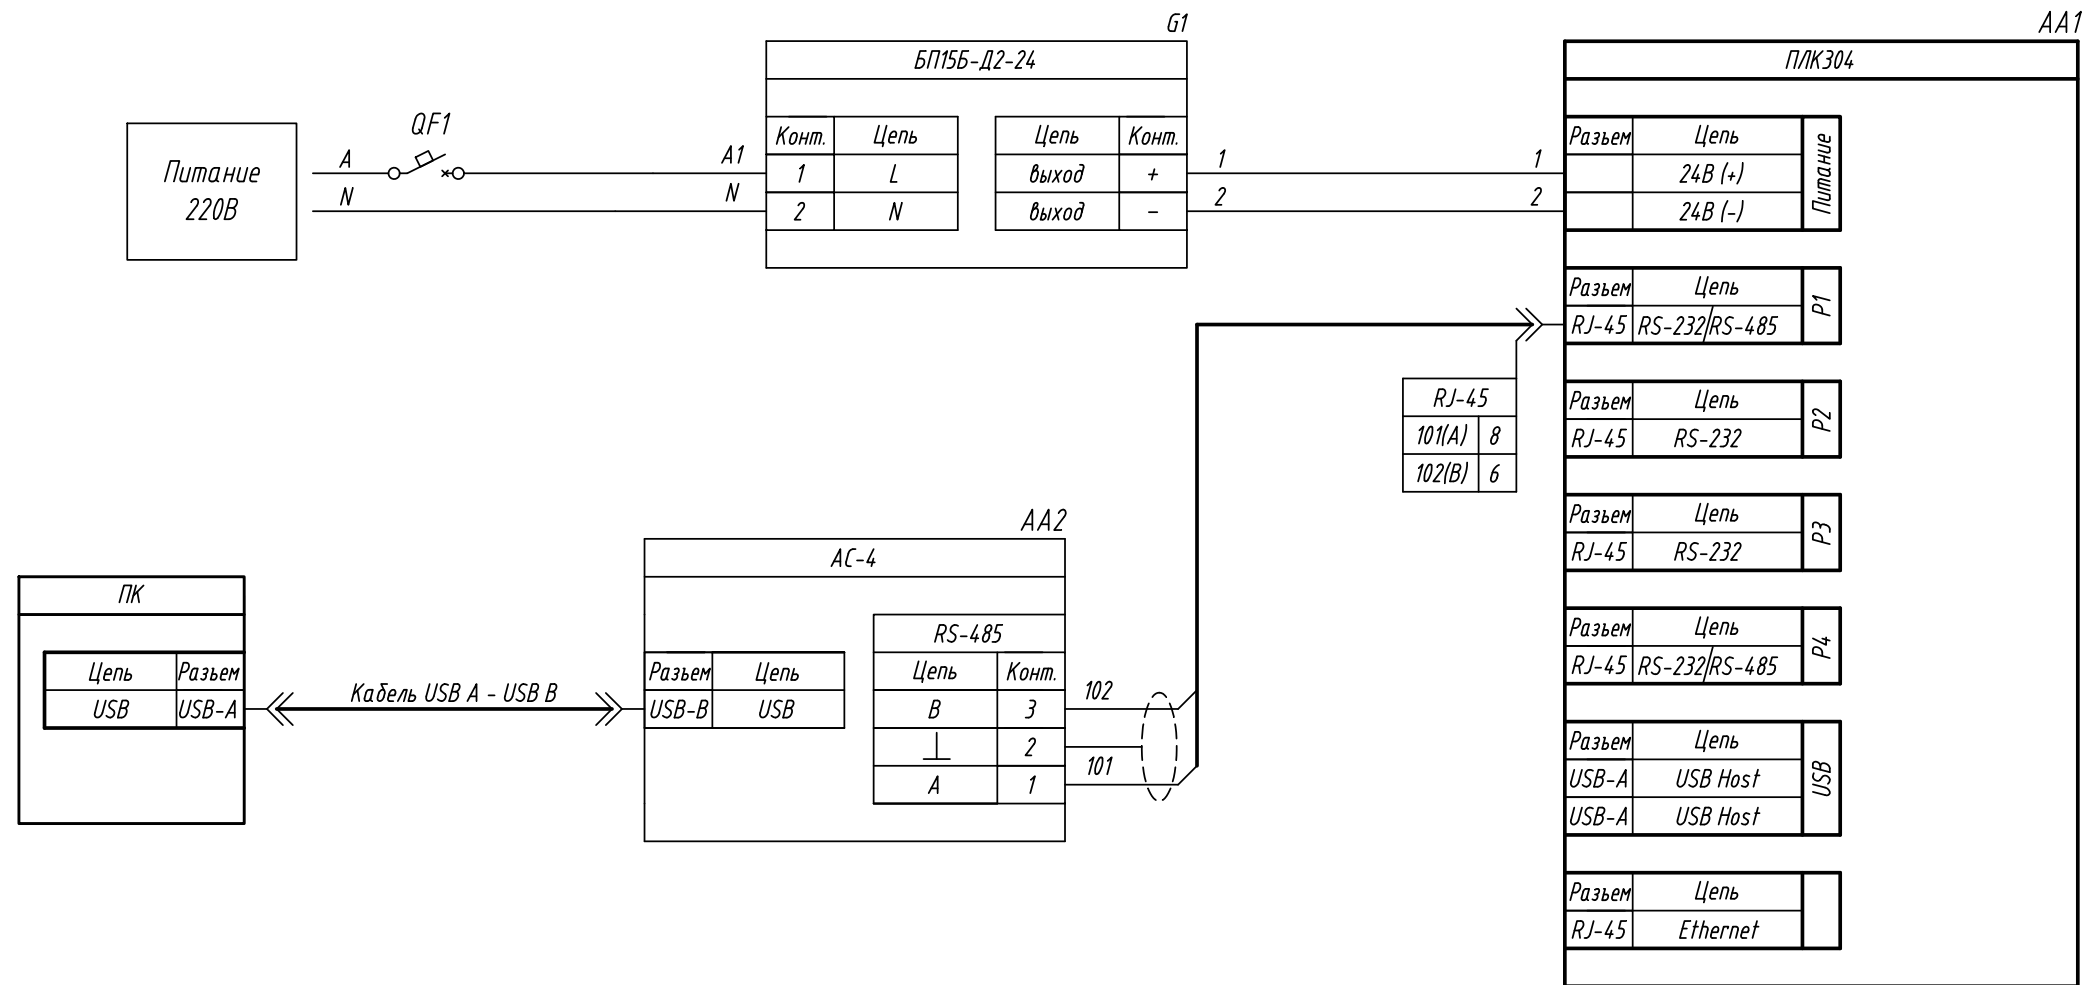 G1
AA1
БП15Б-Д2-24
ПЛК304
QF1
Питание
220В
A
N
A1
N
Конт. Цепь
1 L
2 N
Цепь Конт.
выход +
выход -
1
2
1
2
Разъем Цепь
24В (+)
24В (-)
Питание
Разъем Цепь
RJ-45 RS-232/RS-485
P1
RJ-45
101(A) 8
102(B) 6
Разъем Цепь
RJ-45 RS-232
P2
Разъем Цепь
RJ-45 RS-232
P3
AA2
АС-4
ПК
Цепь Разъем
USB USB-A
Кабель USB A - USB B
Разъем Цепь
USB-B USB
RS-485
Цепь Конт.
B 3
2
A 1
102
101
Разъем Цепь
RJ-45 RS-232/RS-485
P4
Разъем Цепь
USB-A USB Host
USB-A USB Host
USB
Разъем Цепь
RJ-45 Ethernet